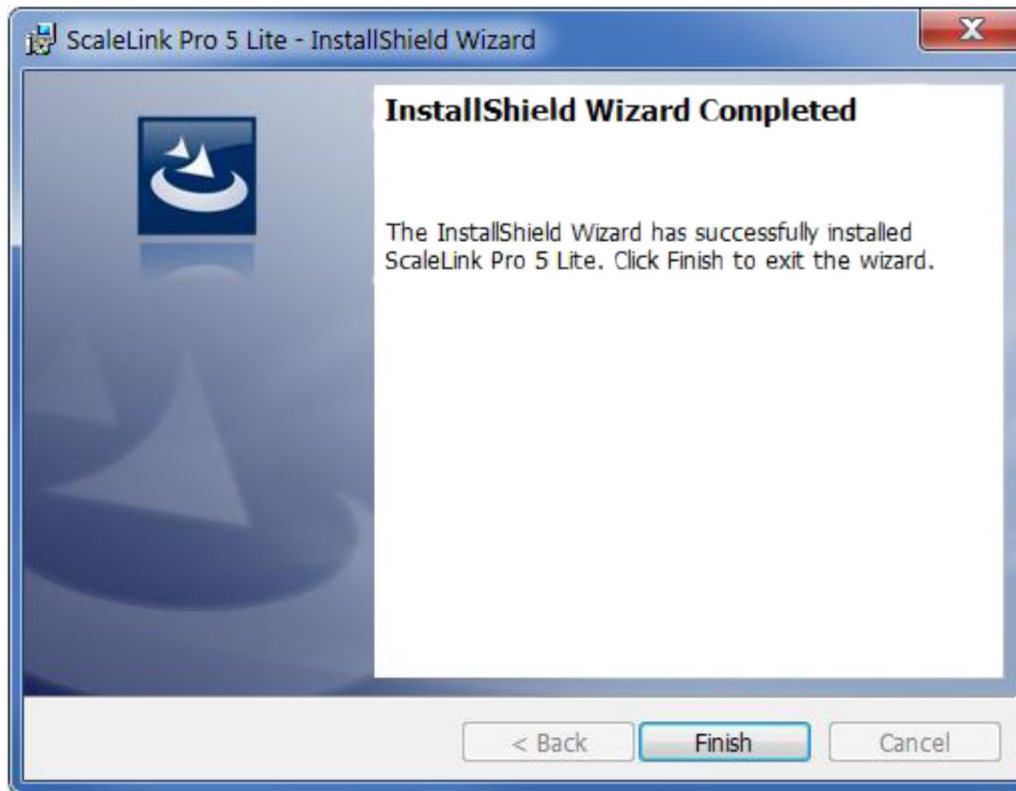 ScaleLink Pro 5 Lite - InstallShield Wizard
InstallShield Wizard Completed
The InstallShield Wizard has successfully installed
ScaleLink Pro 5 Lite. Click Finish to exit the wizard.
< Back Finish Cancel